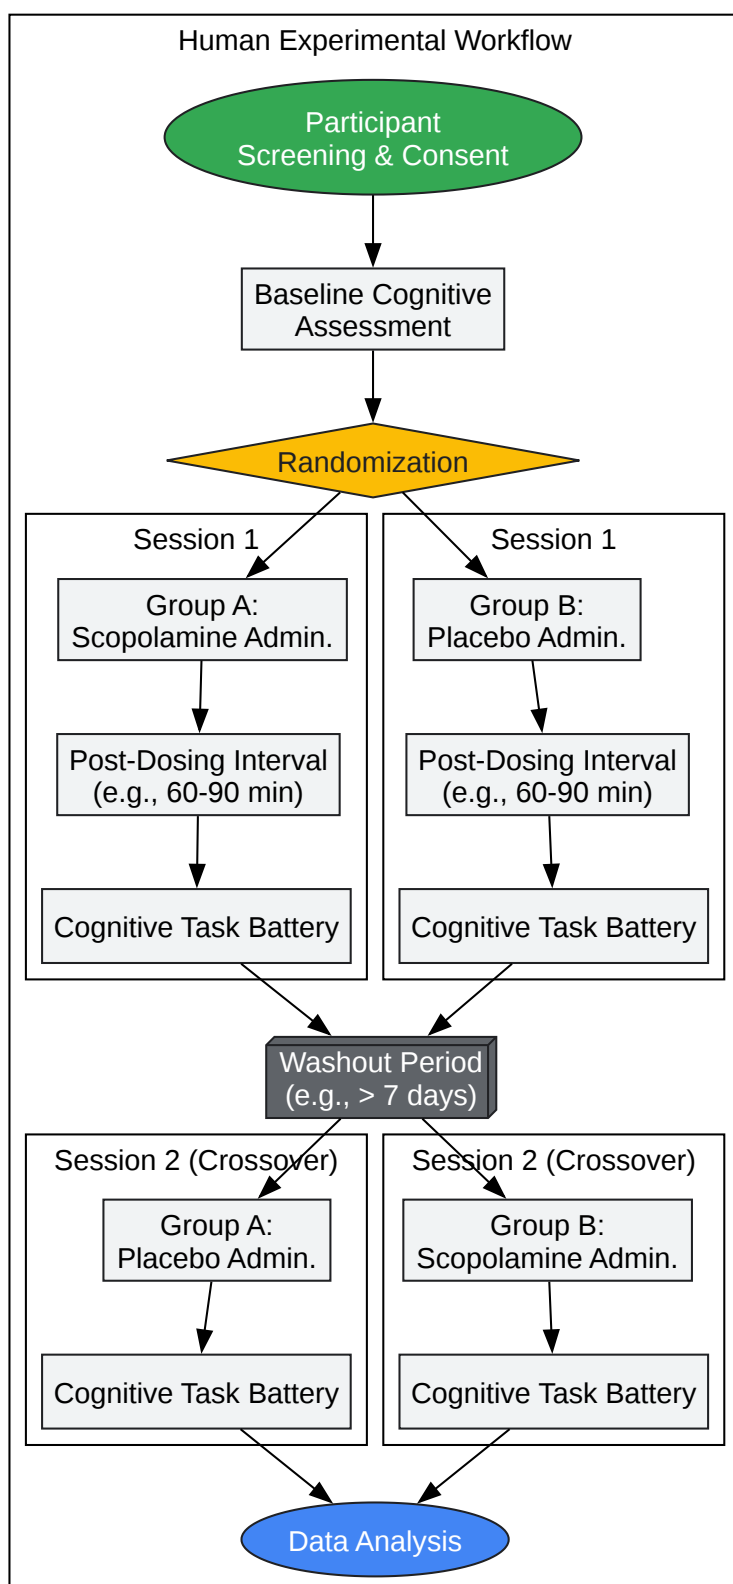 Human Experimental Workflow
Participant
Screening & Consent
Baseline Cognitive
Assessment
Randomization
Session 1
Group A:
Scopolamine Admin.
Post-Dosing Interval
(e.g., 60-90 min)
Cognitive Task Battery
Session 1
Group B:
Placebo Admin.
Post-Dosing Interval
(e.g., 60-90 min)
Cognitive Task Battery
Washout Period
(e.g., > 7 days)
Session 2 (Crossover)
Group A:
Placebo Admin.
Cognitive Task Battery
Session 2 (Crossover)
Group B:
Scopolamine Admin.
Cognitive Task Battery
Data Analysis